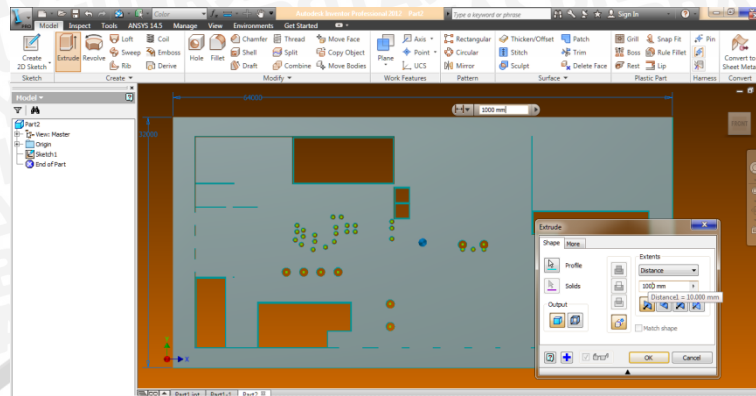 Color Autodesk Inventor Professional 2012 Part2 Type a keyword or phrase Sign In
Model Inspect Tools ANSYS 14.5 Manage View Environments Get Started
Create
2D Sketch
Extrude Revolve
Loft
Sweep
Rib
Coil
Emboss
Derive
Hole Fillet
Chamfer
Shell
Draft
Thread
Split
Combine
Move Face
Copy Object
Move Bodies
Plane
Axis
Point
UCS
Rectangular
Circular
Mirror
Thicken/Offset
Stitch
Sculpt
Patch
Trim
Delete Face
Grill
Boss
Rest
Snap Fit
Rule Fillet
Lip
Pin
Convert to
Sheet Meta
Sketch Create Modify Work Features Pattern Surface Plastic Part Harness Convert
Model
Part2
View: Master
Origin
Sketch1
End of Part
64000
1000 mm
FRONT
Extrude
Shape More
Profile
Solids
Output
Extents
Distance
1000 mm
Distance1 = 10.000 mm
Match shape
OK Cancel
X
Part1.ipt Part1-1 Part2